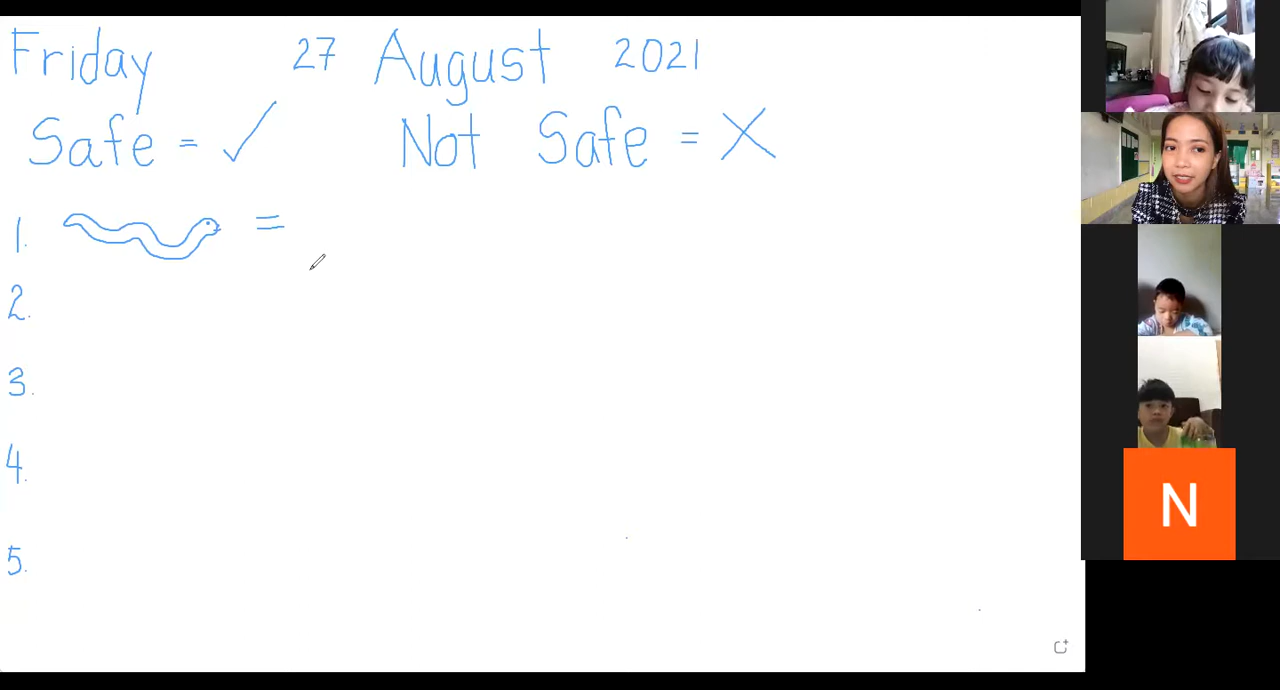 Friday 27 August 2021
Safe = ✓ Not Safe = X
1. =
2.
3.
4.
5.
N